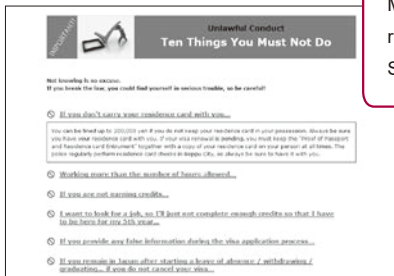 IMPORTANT!
Unlawful Conduct
Ten Things You Must Not Do
M
r
S
Not knowing is no excuse.
If you break the law, you could find yourself in serious trouble, so be careful!
If you don't carry your residence card with you...
You can be fined up to 200,000 yen if you do not keep your residence card in your possession. Always be sure
you have your residence card with you. If your visa renewal is pending, you must keep the "Proof of Passport
and Residence Card Entrustment" together with a copy of your residence card on your person at all times. The
police regularly perform residence card checks in Beppu City, so always be sure to have it with you.
Working more than the number of hours allowed...
If you are not earning credits...
I want to look for a job, so I'll just not complete enough credits so that I have
to be here for my 5th year...
If you provide any false information during the visa application process...
If you remain in Japan after starting a leave of absence / withdrawing /
graduating... if you do not cancel your visa...